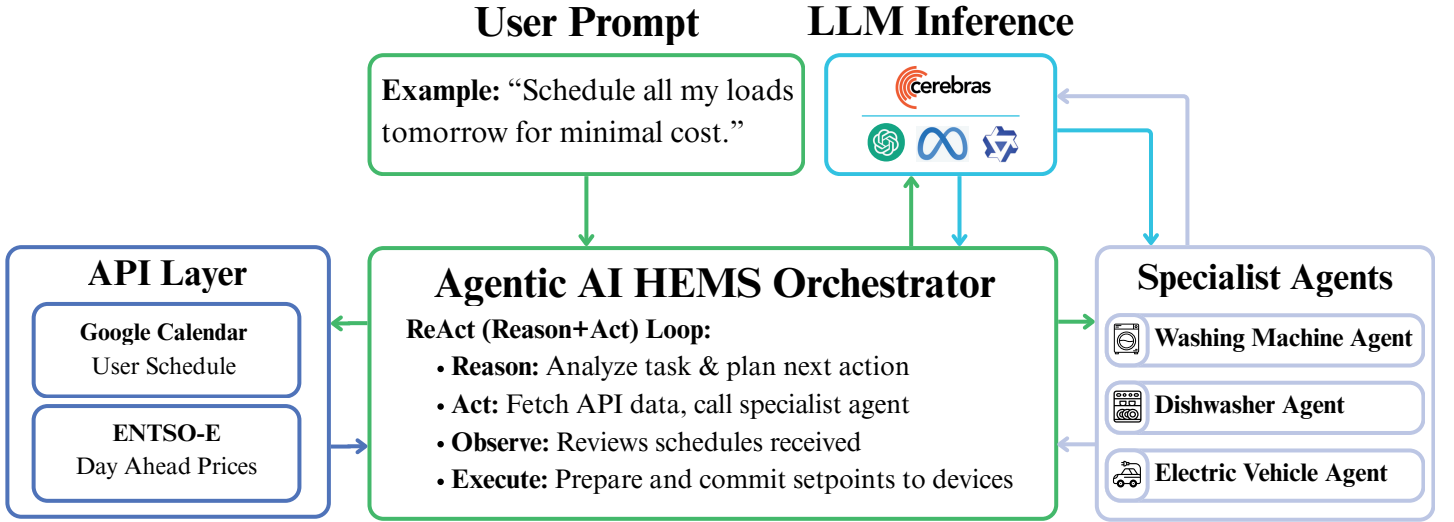 User Prompt
LLM Inference
Example: “Schedule all my loads
tomorrow for minimal cost.”
cerebras
API Layer
Google Calendar
User Schedule
ENTSO-E
Day Ahead Prices
Agentic AI HEMS Orchestrator
ReAct (Reason+Act) Loop:
• Reason: Analyze task & plan next action
• Act: Fetch API data, call specialist agent
• Observe: Reviews schedules received
• Execute: Prepare and commit setpoints to devices
Specialist Agents
Washing Machine Agent
Dishwasher Agent
Electric Vehicle Agent